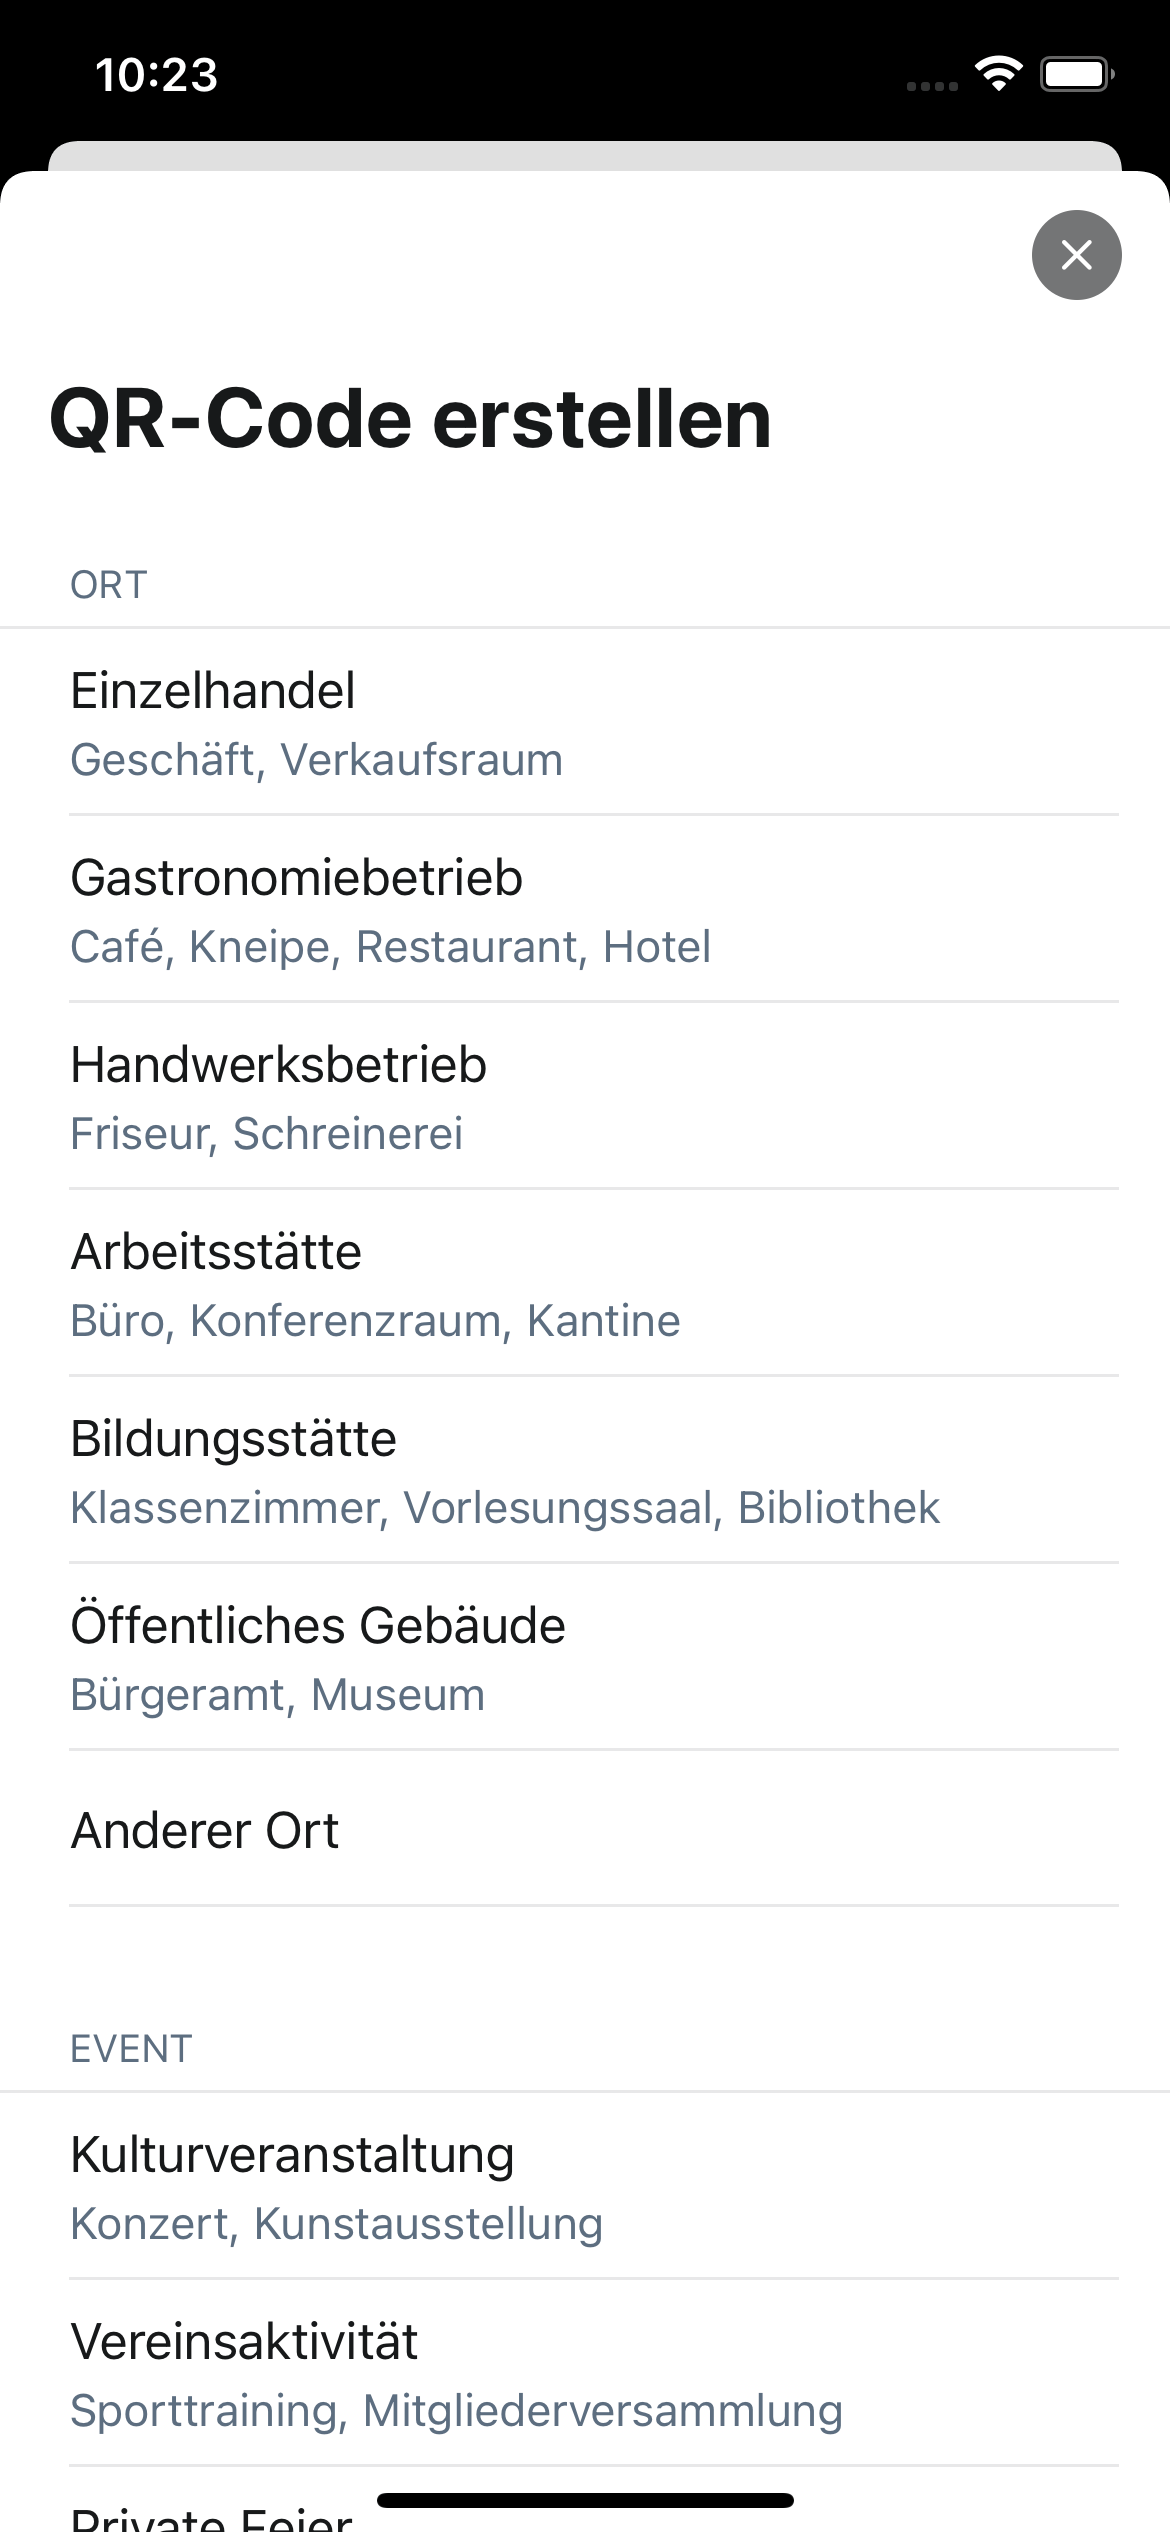 10:23
QR-Code erstellen
ORT
Einzelhandel
Geschäft, Verkaufsraum
Gastronomiebetrieb
Café, Kneipe, Restaurant, Hotel
Handwerksbetrieb
Friseur, Schreinerei
Arbeitsstätte
Büro, Konferenzraum, Kantine
Bildungsstätte
Klassenzimmer, Vorlesungssaal, Bibliothek
Öffentliches Gebäude
Bürgeramt, Museum
Anderer Ort
EVENT
Kulturveranstaltung
Konzert, Kunstausstellung
Vereinsaktivität
Sporttraining, Mitgliederversammlung
Private Feier